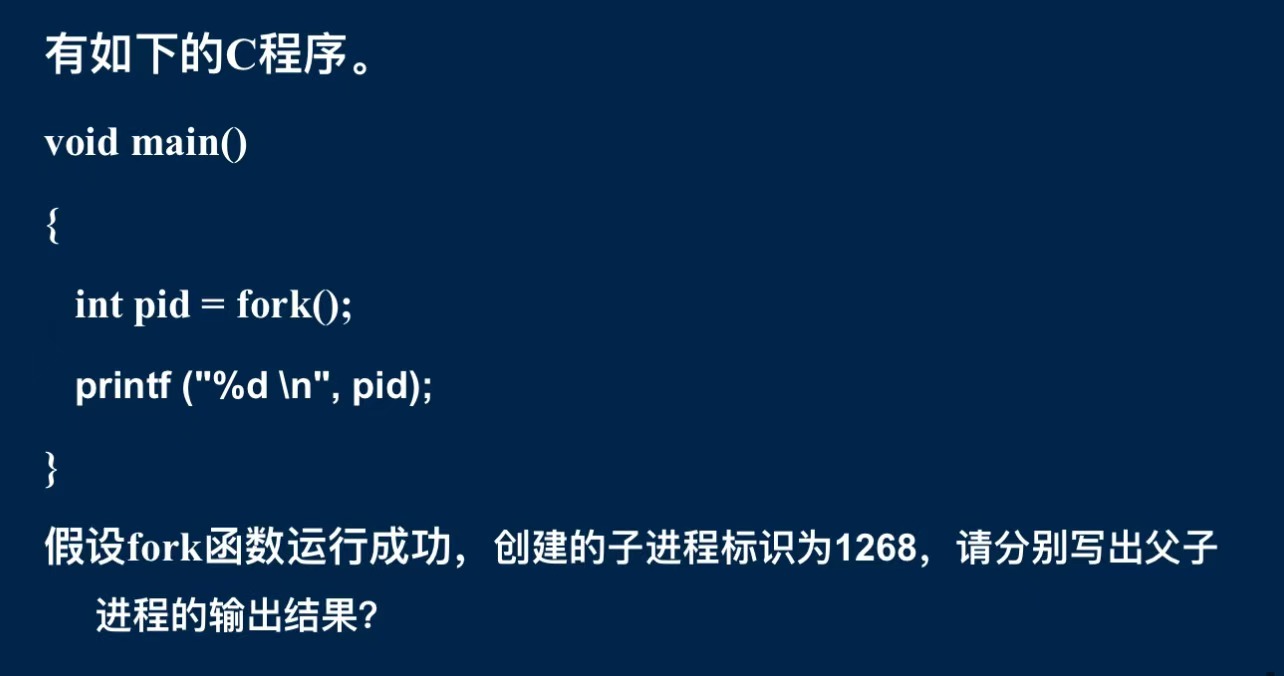 有如下的C程序。
void main()
{
int pid = fork();
printf ("%d \n", pid);
}
假设fork函数运行成功，创建的子进程标识为1268，请分别写出父子
进程的输出结果?